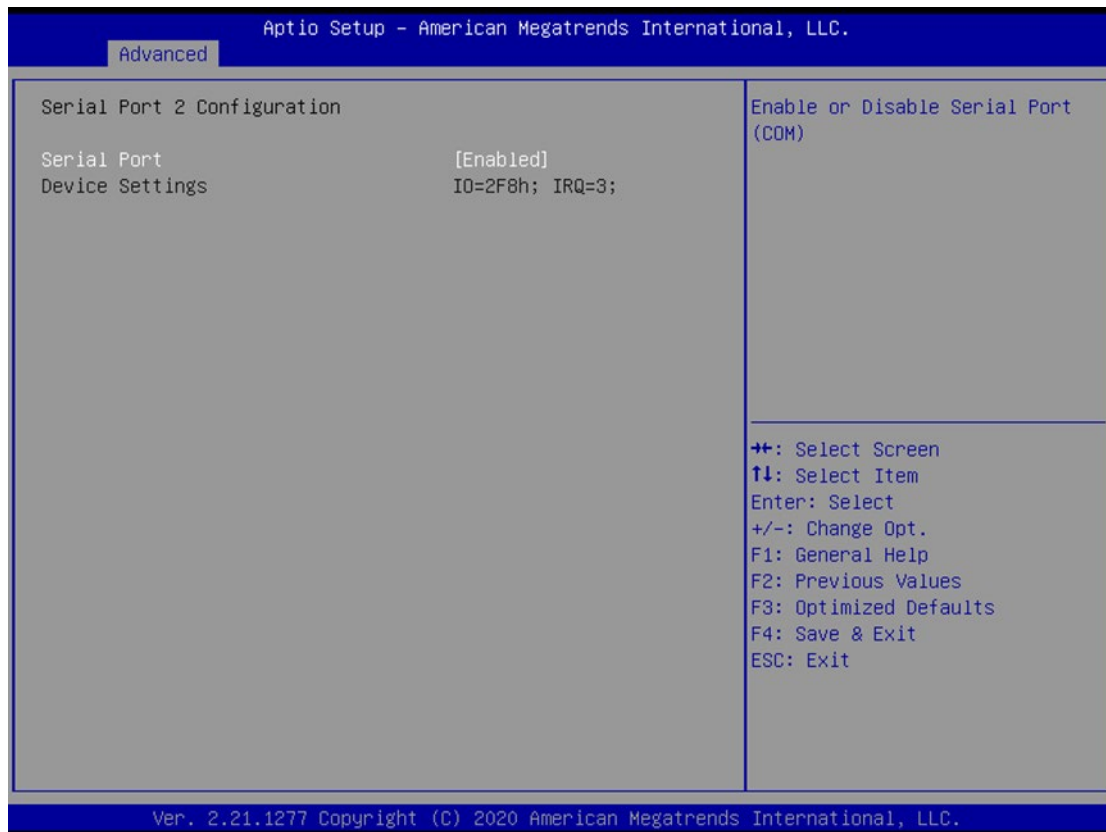 Aptio Setup – American Megatrends International, LLC.
Advanced
Serial Port 2 Configuration
Serial Port [Enabled]
Device Settings IO=2F8h; IRQ=3;
Enable or Disable Serial Port
(COM)
→←: Select Screen
↑↓: Select Item
Enter: Select
+/-: Change Opt.
F1: General Help
F2: Previous Values
F3: Optimized Defaults
F4: Save & Exit
ESC: Exit
Ver. 2.21.1277 Copyright (C) 2020 American Megatrends International, LLC.